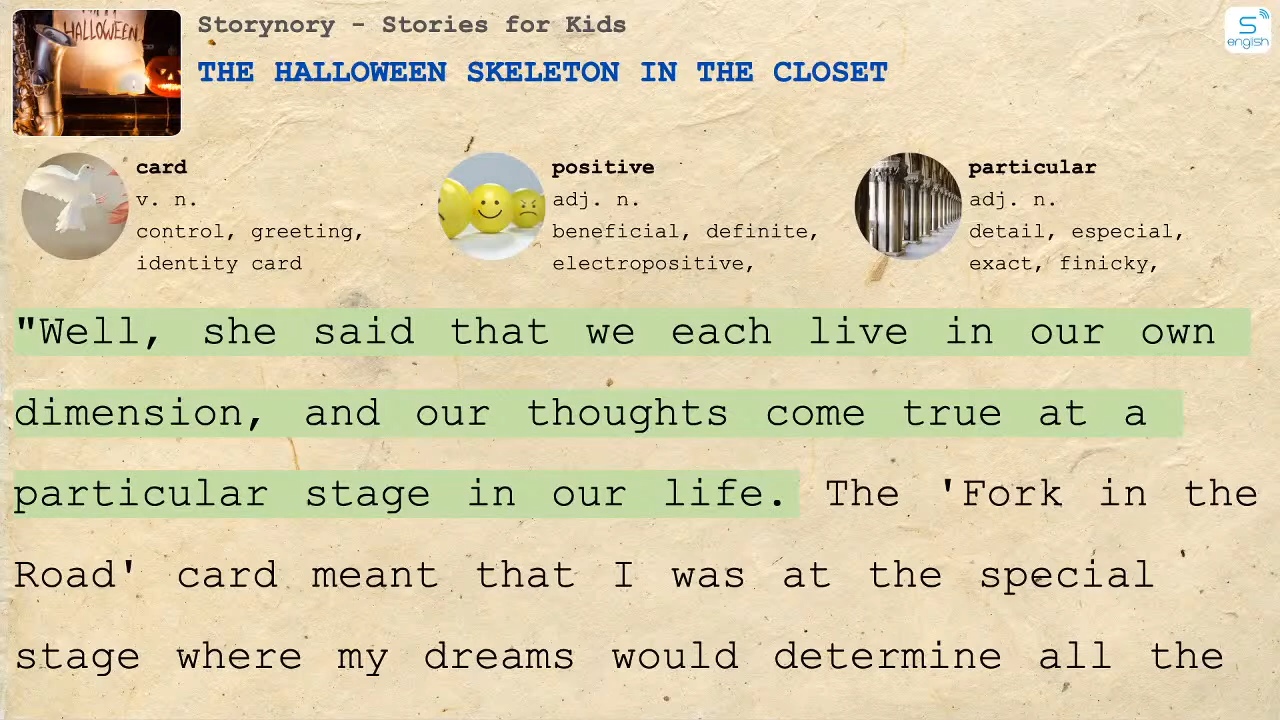 HALLOWEEN
Storynory - Stories for Kids
THE HALLOWEEN SKELETON IN THE CLOSET
S
english
card
v. n.
control, greeting,
identity card
positive
adj. n.
beneficial, definite,
electropositive,
particular
adj. n.
detail, especial,
exact, finicky,
"Well, she said that we each live in our own
dimension, and our thoughts come true at a
particular stage in our life. The 'Fork in the
Road' card meant that I was at the special
stage where my dreams would determine all the